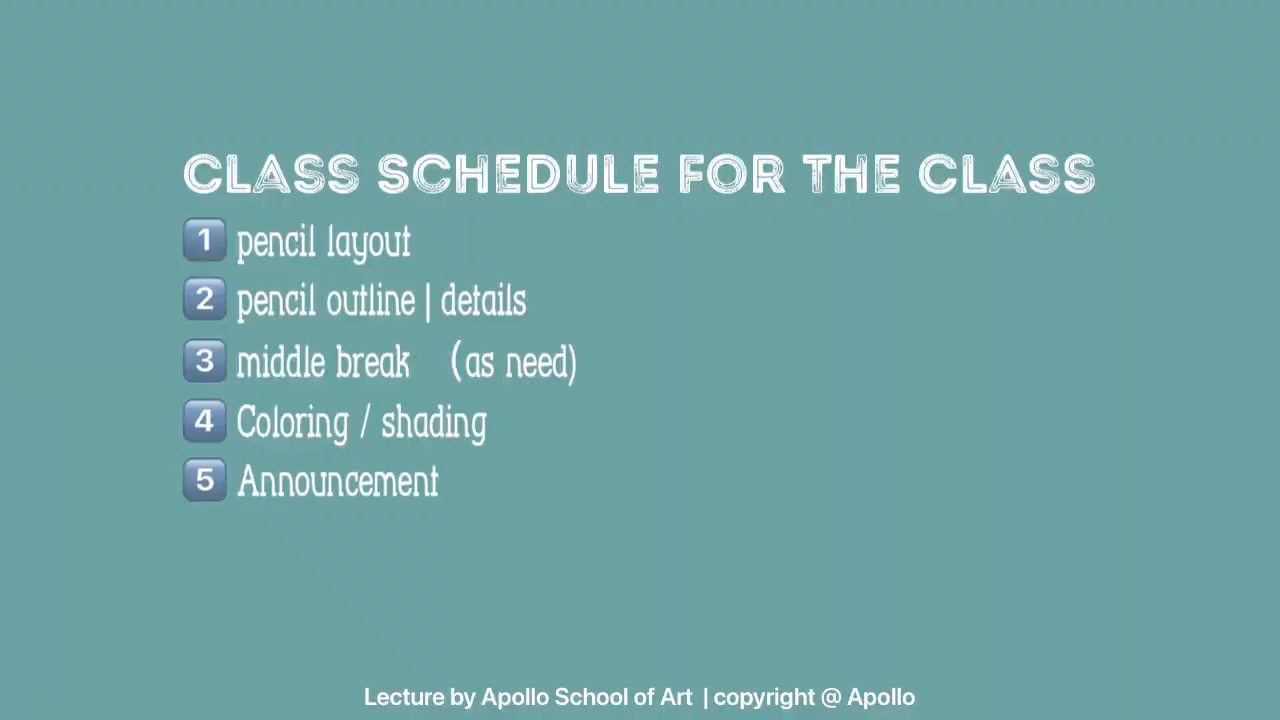 CLASS SCHEDULE FOR THE CLASS
1 pencil layout
2 pencil outline | details
3 middle break (as need)
4 Coloring / shading
5 Announcement
Lecture by Apollo School of Art | copyright @ Apollo